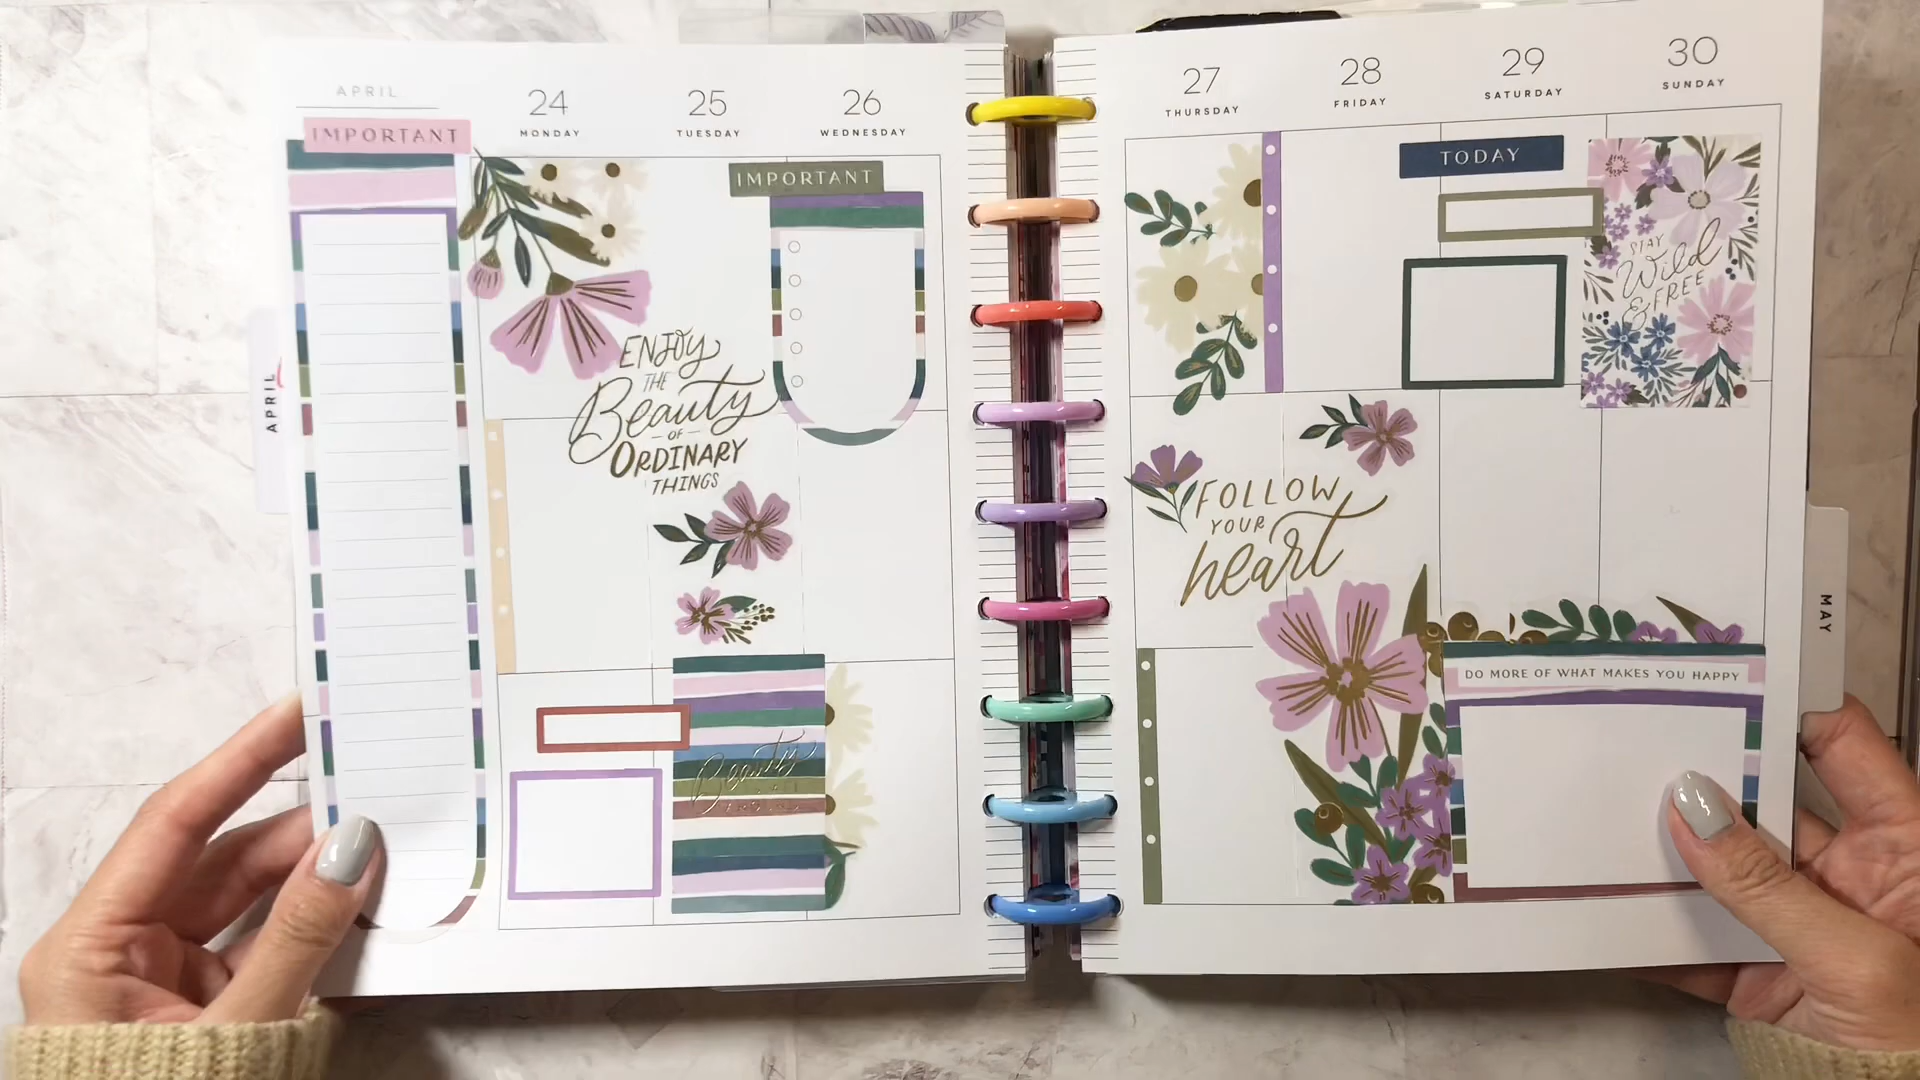 APRIL
IMPORTANT
24
MONDAY
25
TUESDAY
26
WEDNESDAY
IMPORTANT
ENJOY
THE
Beauty
OF
ORDINARY
THINGS
Beauty
APRIL
27
THURSDAY
28
FRIDAY
29
SATURDAY
30
SUNDAY
TODAY
STAY
Wild
& FREE
FOLLOW
YOUR
heart
DO MORE OF WHAT MAKES YOU HAPPY
MAY